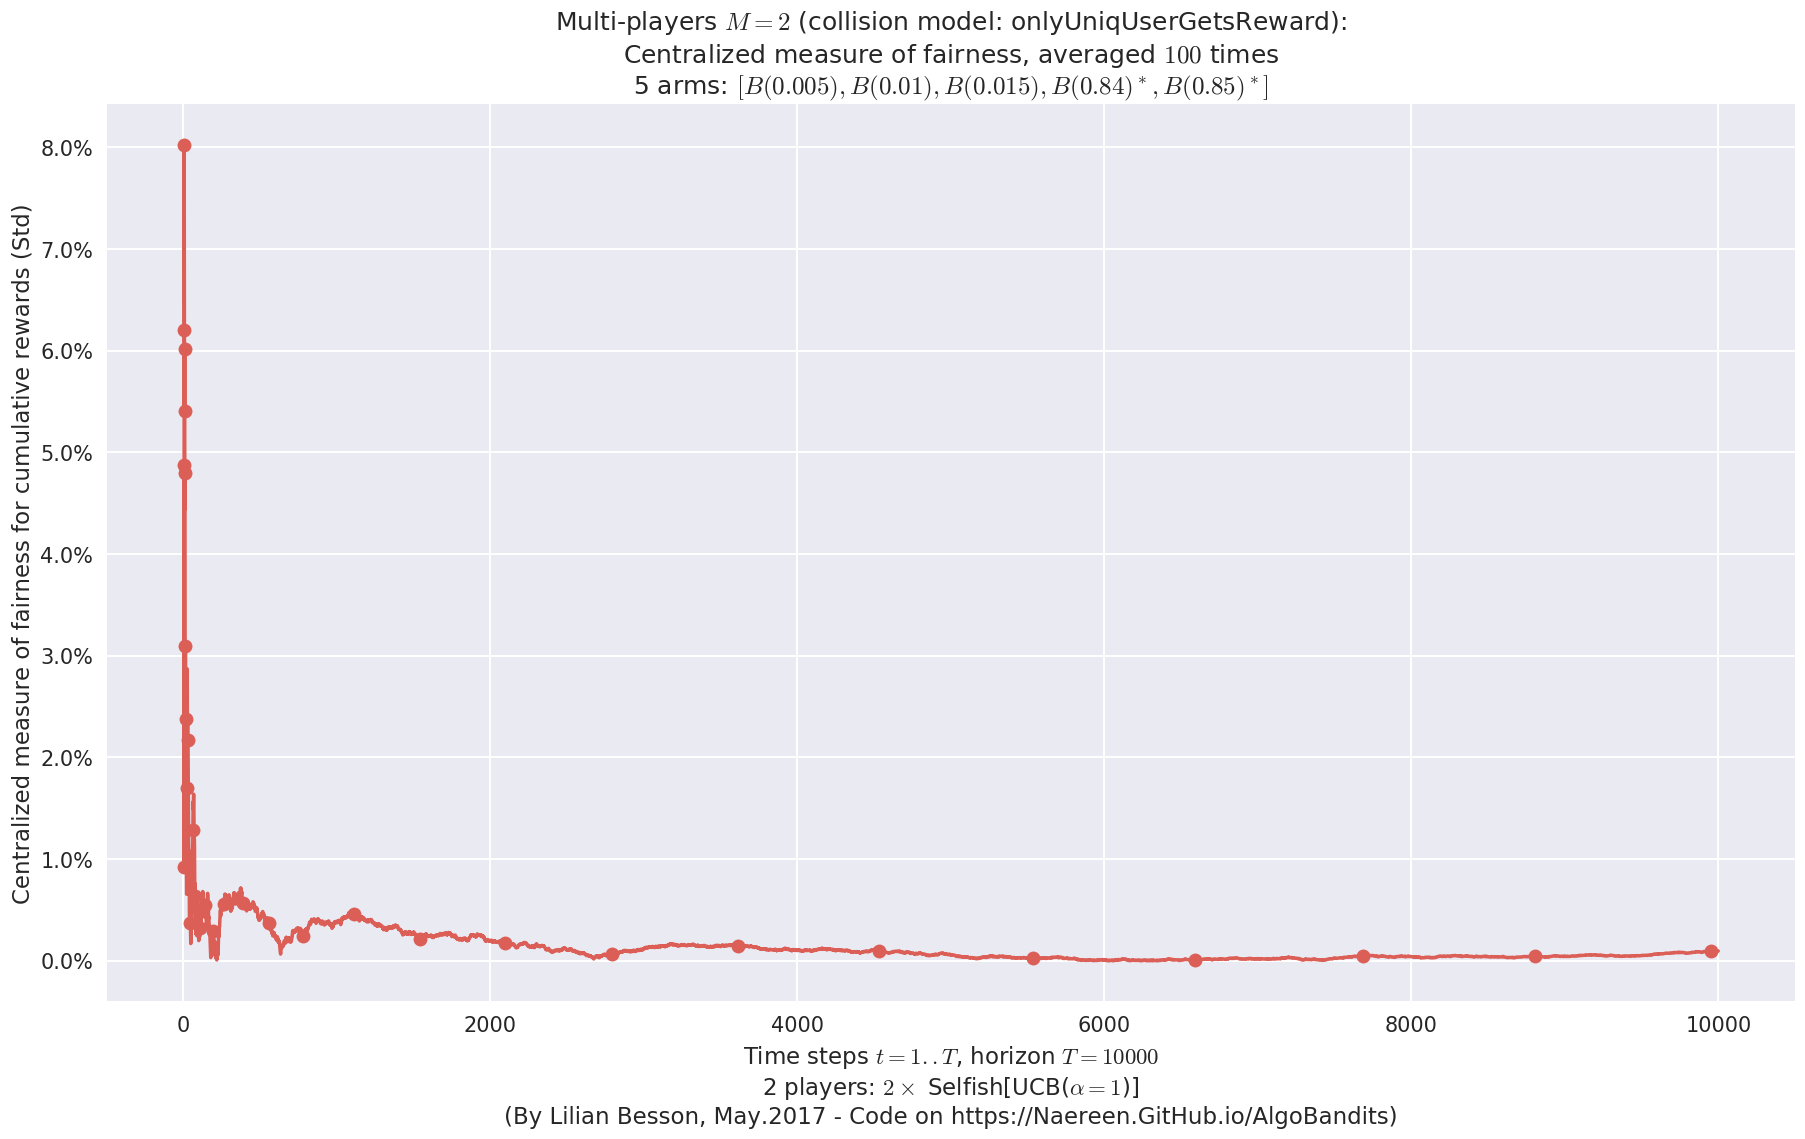 Multi-players M = 2 (collision model: onlyUniqUserGetsReward):
Centralized measure of fairness, averaged 100 times
5 arms: [B(0.005), B(0.01), B(0.015), B(0.84)*, B(0.85)*]
Centralized measure of fairness for cumulative rewards (Std)
8.0%
7.0%
6.0%
5.0%
4.0%
3.0%
2.0%
1.0%
0.0%
0 2000 4000 6000 8000 10000
Time steps t = 1..T, horizon T = 10000
2 players: 2 × Selfish[UCB(α = 1)]
(By Lilian Besson, May.2017 - Code on https://Naereen.GitHub.io/AlgoBandits)